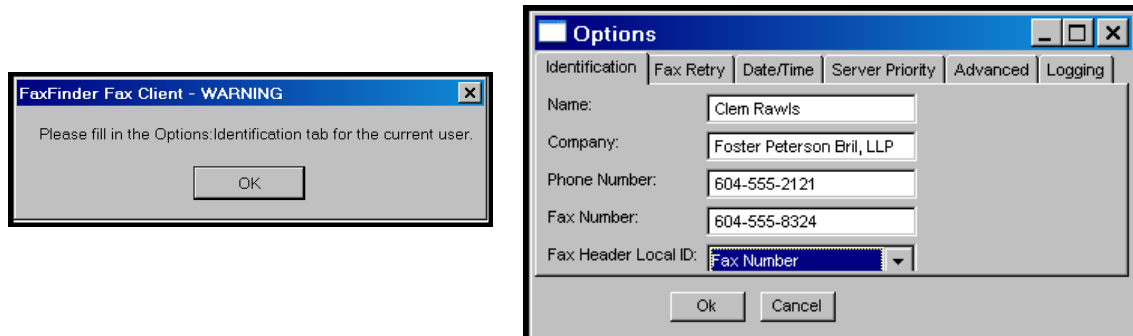 FaxFinder Fax Client - WARNING
Please fill in the Options:Identification tab for the current user.
OK
Options
Identification Fax Retry Date/Time Server Priority Advanced Logging
Name: Clem Rawls
Company: Foster Peterson Bril, LLP
Phone Number: 604-555-2121
Fax Number: 604-555-8324
Fax Header Local ID: Fax Number
Ok Cancel